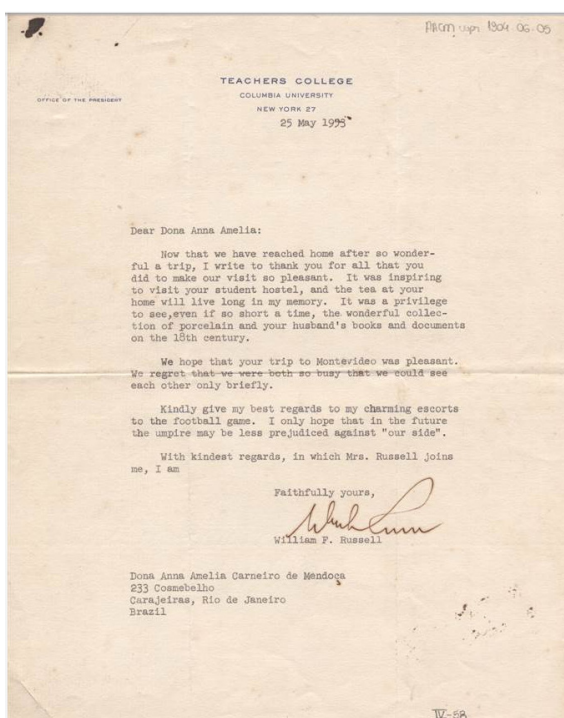 1904-06-05
TEACHERS COLLEGE
COLUMBIA UNIVERSITY
OFFICE OF THE PRESIDENT
NEW YORK 27
25 May 1953
Dear Dona Anna Amelia:
Now that we have reached home after so wonder-
ful a trip, I write to thank you for all that you
did to make our visit so pleasant. It was inspiring
to visit your student hostel, and the tea at your
home will live long in my memory. It was a privilege
to see,even if so short a time, the wonderful collec-
tion of porcelain and your husband's books and documents
on the 18th century.
We hope that your trip to Montevideo was pleasant.
We regret that we were both so busy that we could see
each other only briefly.
Kindly give my best regards to my charming escorts
to the football game. I only hope that in the future
the umpire may be less prejudiced against "our side".
With kindest regards, in which Mrs. Russell joins
me, I am
Faithfully yours,
William F. Russell
Dona Anna Amelia Carneiro de Mendoça
233 Cosmebelho
Carajeiras, Rio de Janeiro
Brazil